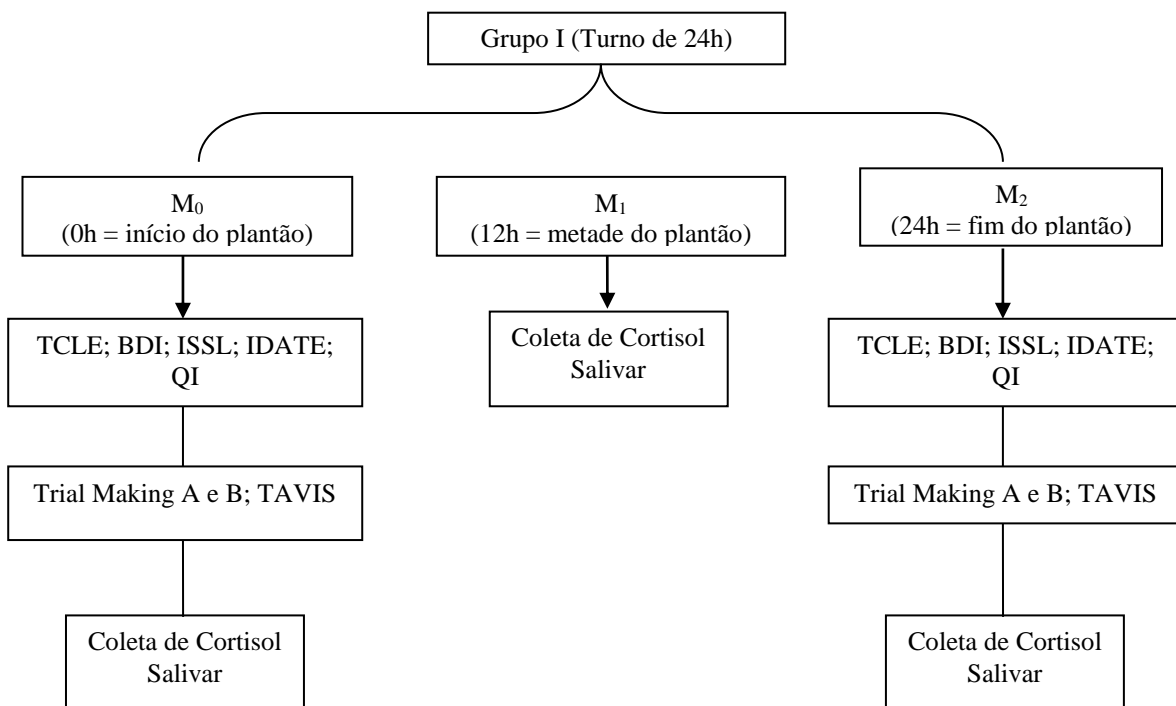 Grupo I (Turno de 24h)
M₀
(0h = início do plantão)
M₁
(12h = metade do plantão)
M₂
(24h = fim do plantão)
TCLE; BDI; ISSL; IDATE;
QI
Coleta de Cortisol
Salivar
TCLE; BDI; ISSL; IDATE;
QI
Trial Making A e B; TAVIS
Trial Making A e B; TAVIS
Coleta de Cortisol
Salivar
Coleta de Cortisol
Salivar